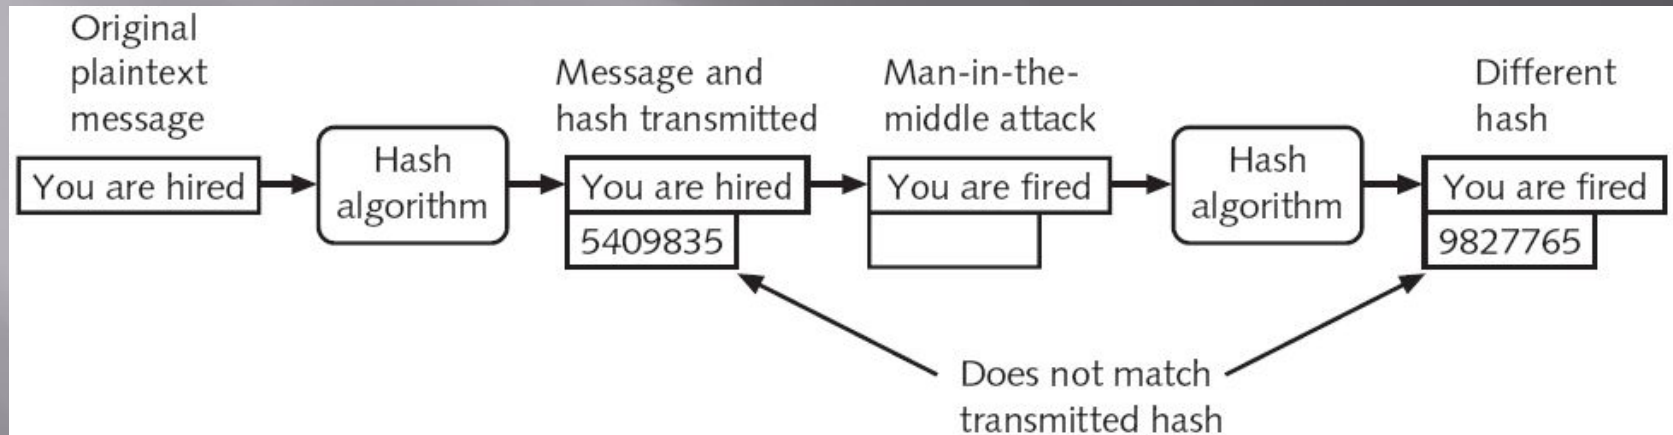 Original
plaintext
message
You are hired
Hash
algorithm
Message and
hash transmitted
You are hired
5409835
Man-in-the-
middle attack
You are fired
Hash
algorithm
Different
hash
You are fired
9827765
Does not match
transmitted hash